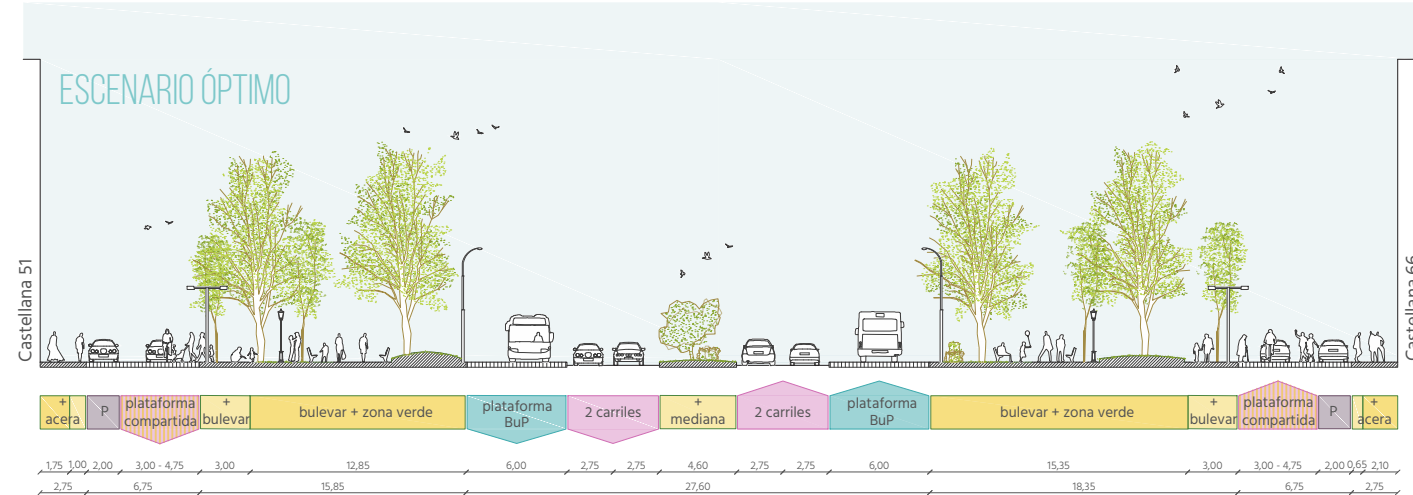 ESCENARIO ÓPTIMO
Castellana 51
Castellana 66
+
acera
P
plataforma
compartida
+
bulevar
bulevar + zona verde
plataforma
BuP
2 carriles
+
mediana
2 carriles
plataforma
BuP
bulevar + zona verde
+
bulevar
plataforma
compartida
P
+
acera
1,75 1,00 2,00 3,00 - 4,75 3,00 12,85 6,00 2,75 2,75 4,60 2,75 2,75 6,00 15,35 3,00 3,00 - 4,75 2,00 0,65 2,10
2,75 6,75 15,85 27,60 18,35 6,75 2,75